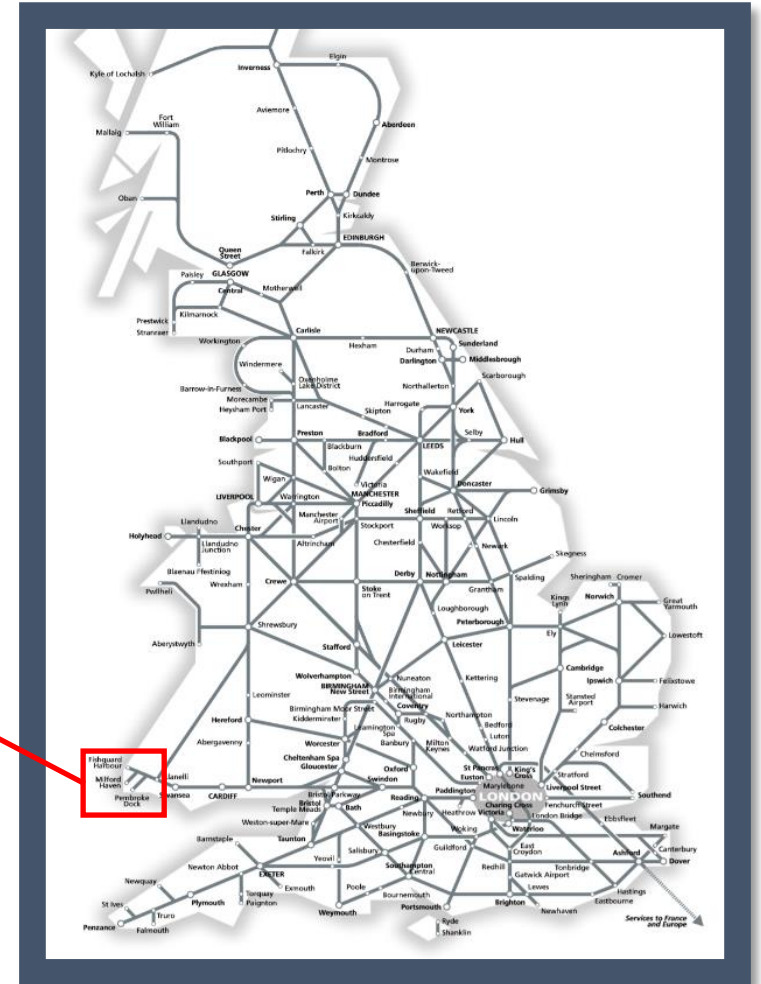 Elgin
Inverness
Kyle of Lochalsh
Aviemore
Fort
William
Aberdeen
Mallaig
Pitlochry
Montrose
Perth
Dundee
Oban
Stirling
Kirkcaldy
EDINBURGH
Queen
Street
Falkirk
Berwick-
upon-Tweed
Paisley
GLASGOW
Central
Motherwell
Prestwick
Kilmarnock
Stranraer
Carlisle
NEWCASTLE
Workington
Hexham
Sunderland
Durham
Darlington
Middlesbrough
Windermere
Oxenholme
Lake District
Scarborough
Barrow-in-Furness
Northallerton
Morecambe
Lancaster
Harrogate
York
Heysham Port
Skipton
Preston
Bradford
Selby
Blackpool
Blackburn
LEEDS
Hull
Southport
Huddersfield
Bolton
Wakefield
Wigan
Victoria
Doncaster
LIVERPOOL
Warrington
MANCHESTER
Piccadilly
Grimsby
Manchester
Airport
Sheffield
Retford
Llandudno
Chester
Stockport
Worksop
Lincoln
Holyhead
Llandudno
Junction
Altrincham
Chesterfield
Newark
Skegness
Blaenau Ffestiniog
Derby
Nottingham
Sheringham
Cromer
Pwllheli
Wrexham
Crewe
Stoke
on Trent
Grantham
Spalding
Kings
Lynn
Norwich
Great
Yarmouth
Loughborough
Shrewsbury
Peterborough
Ely
Lowestoft
Aberystwyth
Stafford
Leicester
Wolverhampton
Cambridge
BIRMINGHAM
New Street
Nuneaton
Kettering
Ipswich
Felixstowe
Leominster
Birmingham
International
Stansted
Airport
Birmingham Moor Street
Coventry
Stevenage
Harwich
Hereford
Kidderminster
Rugby
Northampton
Leamington
Spa
Bedford
Colchester
Abergavenny
Worcester
Banbury
Milton
Keynes
Luton
Watford Junction
Chelmsford
Fishguard
Harbour
Cheltenham Spa
Gloucester
Oxford
St Pancras
Euston
King's
Cross
Stratford
Milford
Haven
Llanelli
Newport
Swindon
Paddington
Marylebone
Liverpool Street
Pembroke
Dock
Swansea
CARDIFF
Bristol Parkway
Reading
LONDON
Southend
Bristol
Temple Meads
Bath
Newbury
Heathrow
Victoria
Charing Cross
Fenchurch Street
London Bridge
Ebbsfleet
Weston-super-Mare
Westbury
Basingstoke
Woking
Waterloo
Margate
Barnstaple
Taunton
Salisbury
Guildford
East
Croydon
Canterbury
Newton Abbot
Yeovil
Southampton
Central
Redhill
Gatwick Airport
Tonbridge
Ashford
Dover
EXETER
Newquay
Exmouth
Poole
Bournemouth
Lewes
Hastings
St Ives
Plymouth
Torquay
Paignton
Weymouth
Portsmouth
Brighton
Eastbourne
Newhaven
Truro
Penzance
Falmouth
Ryde
Shanklin
Services to France
and Europe